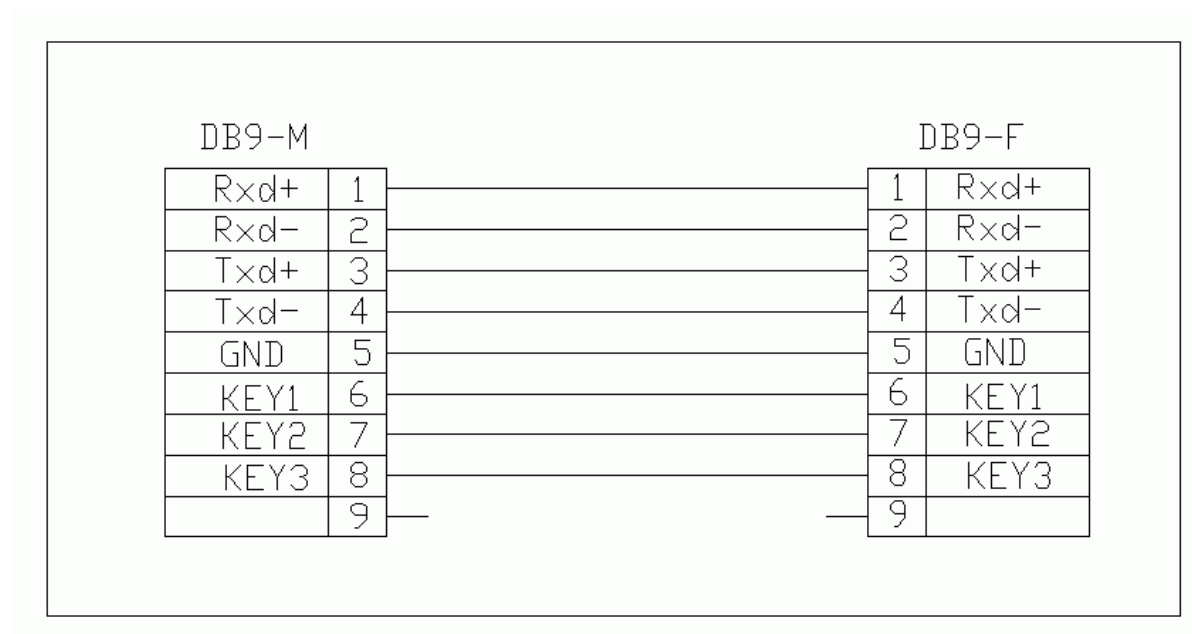 DB9-M DB9-F
Rxd+ 1 1 Rxd+
Rxd- 2 2 Rxd-
Txd+ 3 3 Txd+
Txd- 4 4 Txd-
GND 5 5 GND
KEY1 6 6 KEY1
KEY2 7 7 KEY2
KEY3 8 8 KEY3
9 9